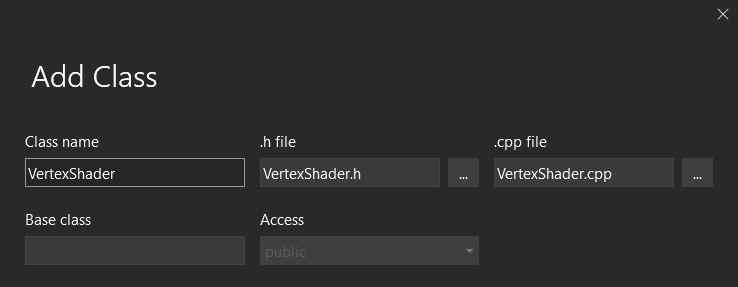 Add Class
Class name .h file .cpp file
VertexShader VertexShader.h ... VertexShader.cpp ...
Base class Access
public